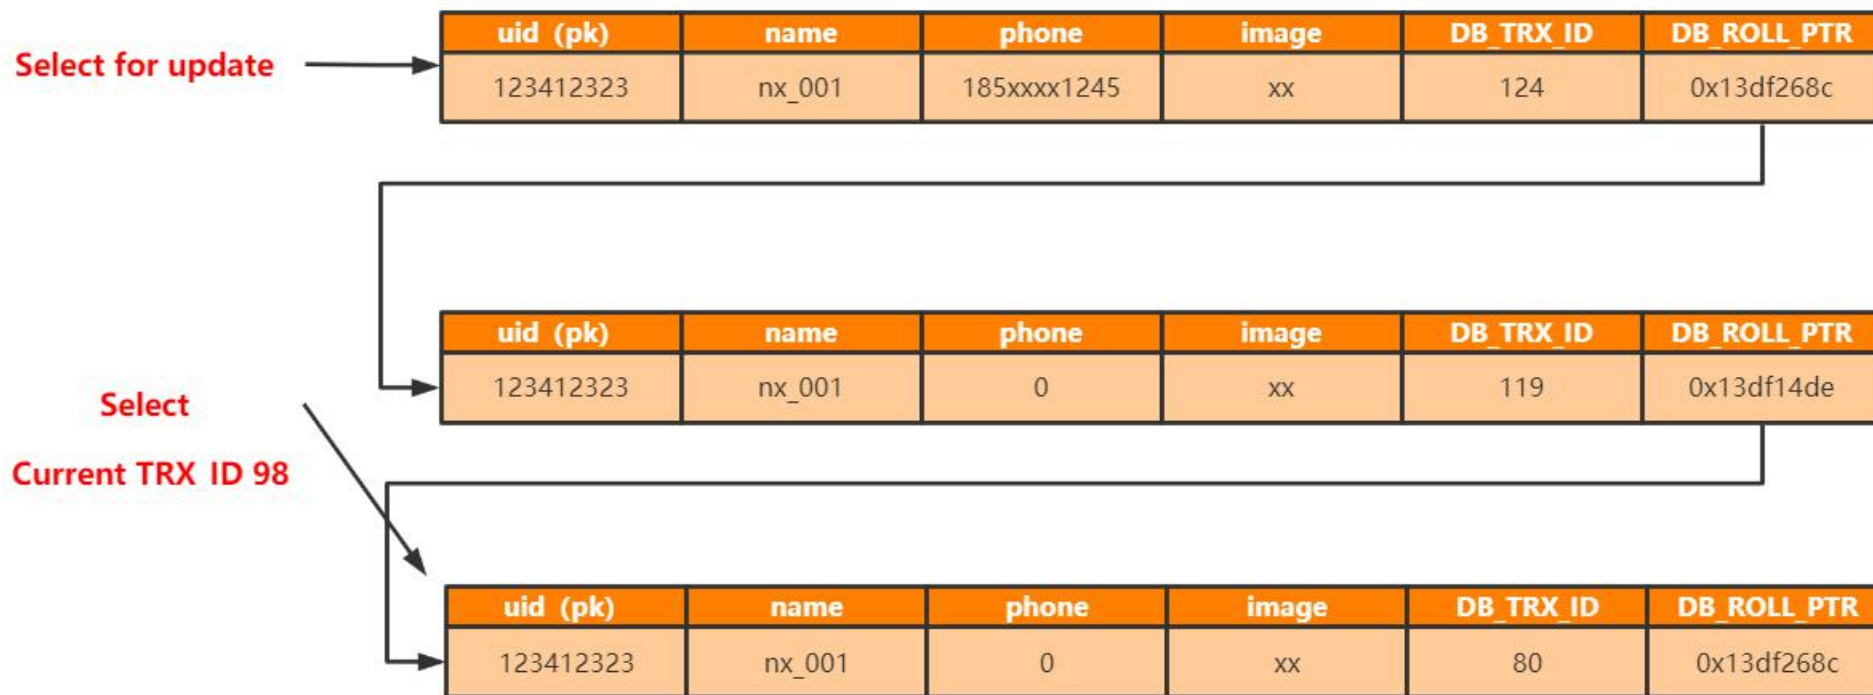 Select for update
uid (pk) name phone image DB_TRX_ID DB_ROLL_PTR
123412323 nx_001 185xxxx1245 xx 124 0x13df268c
uid (pk) name phone image DB_TRX_ID DB_ROLL_PTR
123412323 nx_001 0 xx 119 0x13df14de
Select
Current TRX ID 98
uid (pk) name phone image DB_TRX_ID DB_ROLL_PTR
123412323 nx_001 0 xx 80 0x13df268c